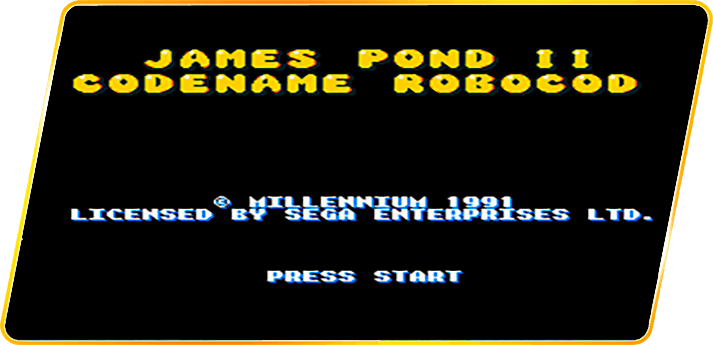 JAMES POND II
CODENAME ROBOCOD
© MILLENNIUM 1991
LICENSED BY SEGA ENTERPRISES LTD.
PRESS START